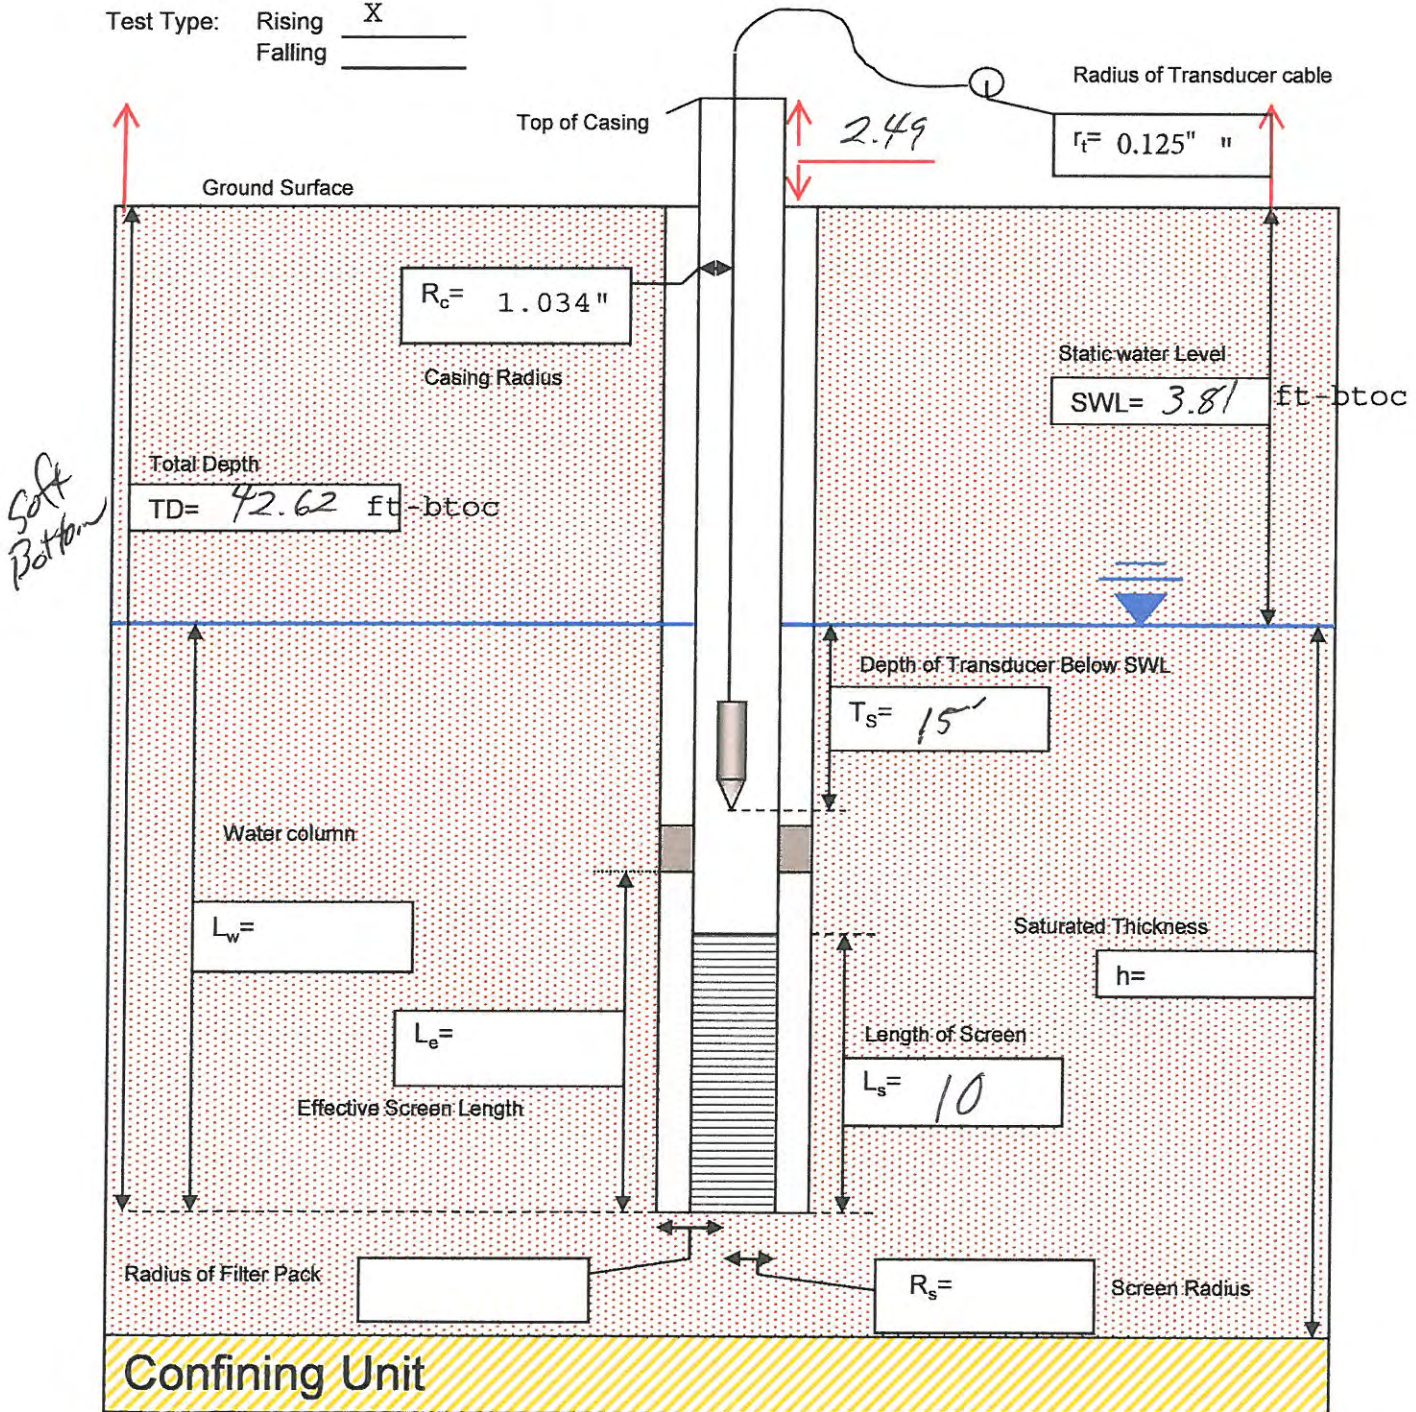 Test Type: Rising X
Falling
Radius of Transducer cable
Top of Casing
2.49
rt= 0.125" "
Ground Surface
Rc= 1.034"
Casing Radius
Static water Level
SWL= 3.81 ft-btoc
Total Depth
TD= 42.62 ft-btoc
Soft
Bottom
Depth of Transducer Below SWL
Ts= 15'
Water column
Lw=
Saturated Thickness
h=
Le=
Effective Screen Length
Length of Screen
Ls= 10
Radius of Filter Pack
Rs=
Screen Radius
Confining Unit